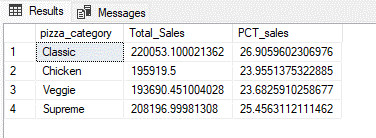 Results Messages
pizza_category Total_Sales PCT_sales
1 Classic 220053.100021362 26.9059602306976
2 Chicken 195919.5 23.9551375322885
3 Veggie 193690.451004028 23.6825910258677
4 Supreme 208196.99981308 25.4563112111462